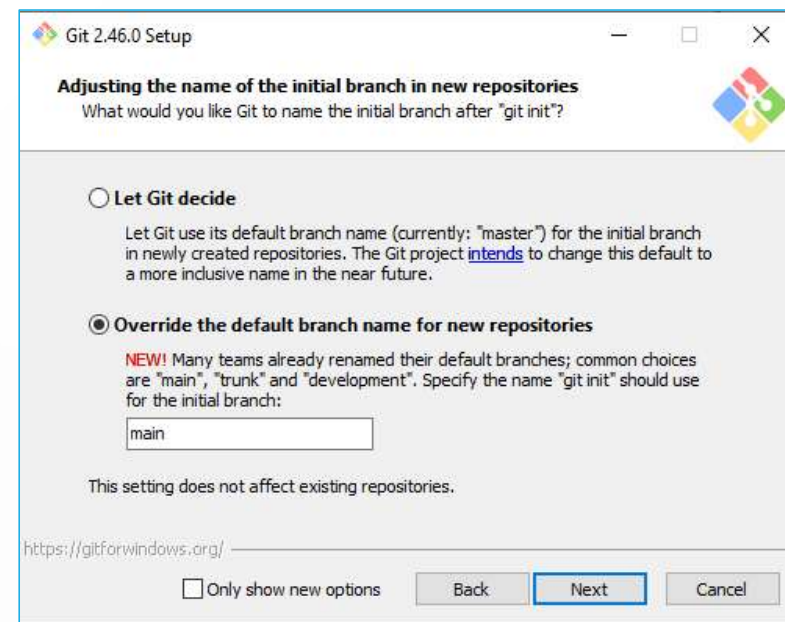 Git 2.46.0 Setup
Adjusting the name of the initial branch in new repositories
What would you like Git to name the initial branch after "git init"?
Let Git decide
Let Git use its default branch name (currently: "master") for the initial branch
in newly created repositories. The Git project intends to change this default to
a more inclusive name in the near future.
Override the default branch name for new repositories
NEW! Many teams already renamed their default branches; common choices
are "main", "trunk" and "development". Specify the name "git init" should use
for the initial branch:
main
This setting does not affect existing repositories.
https://gitforwindows.org/
Only show new options Back Next Cancel